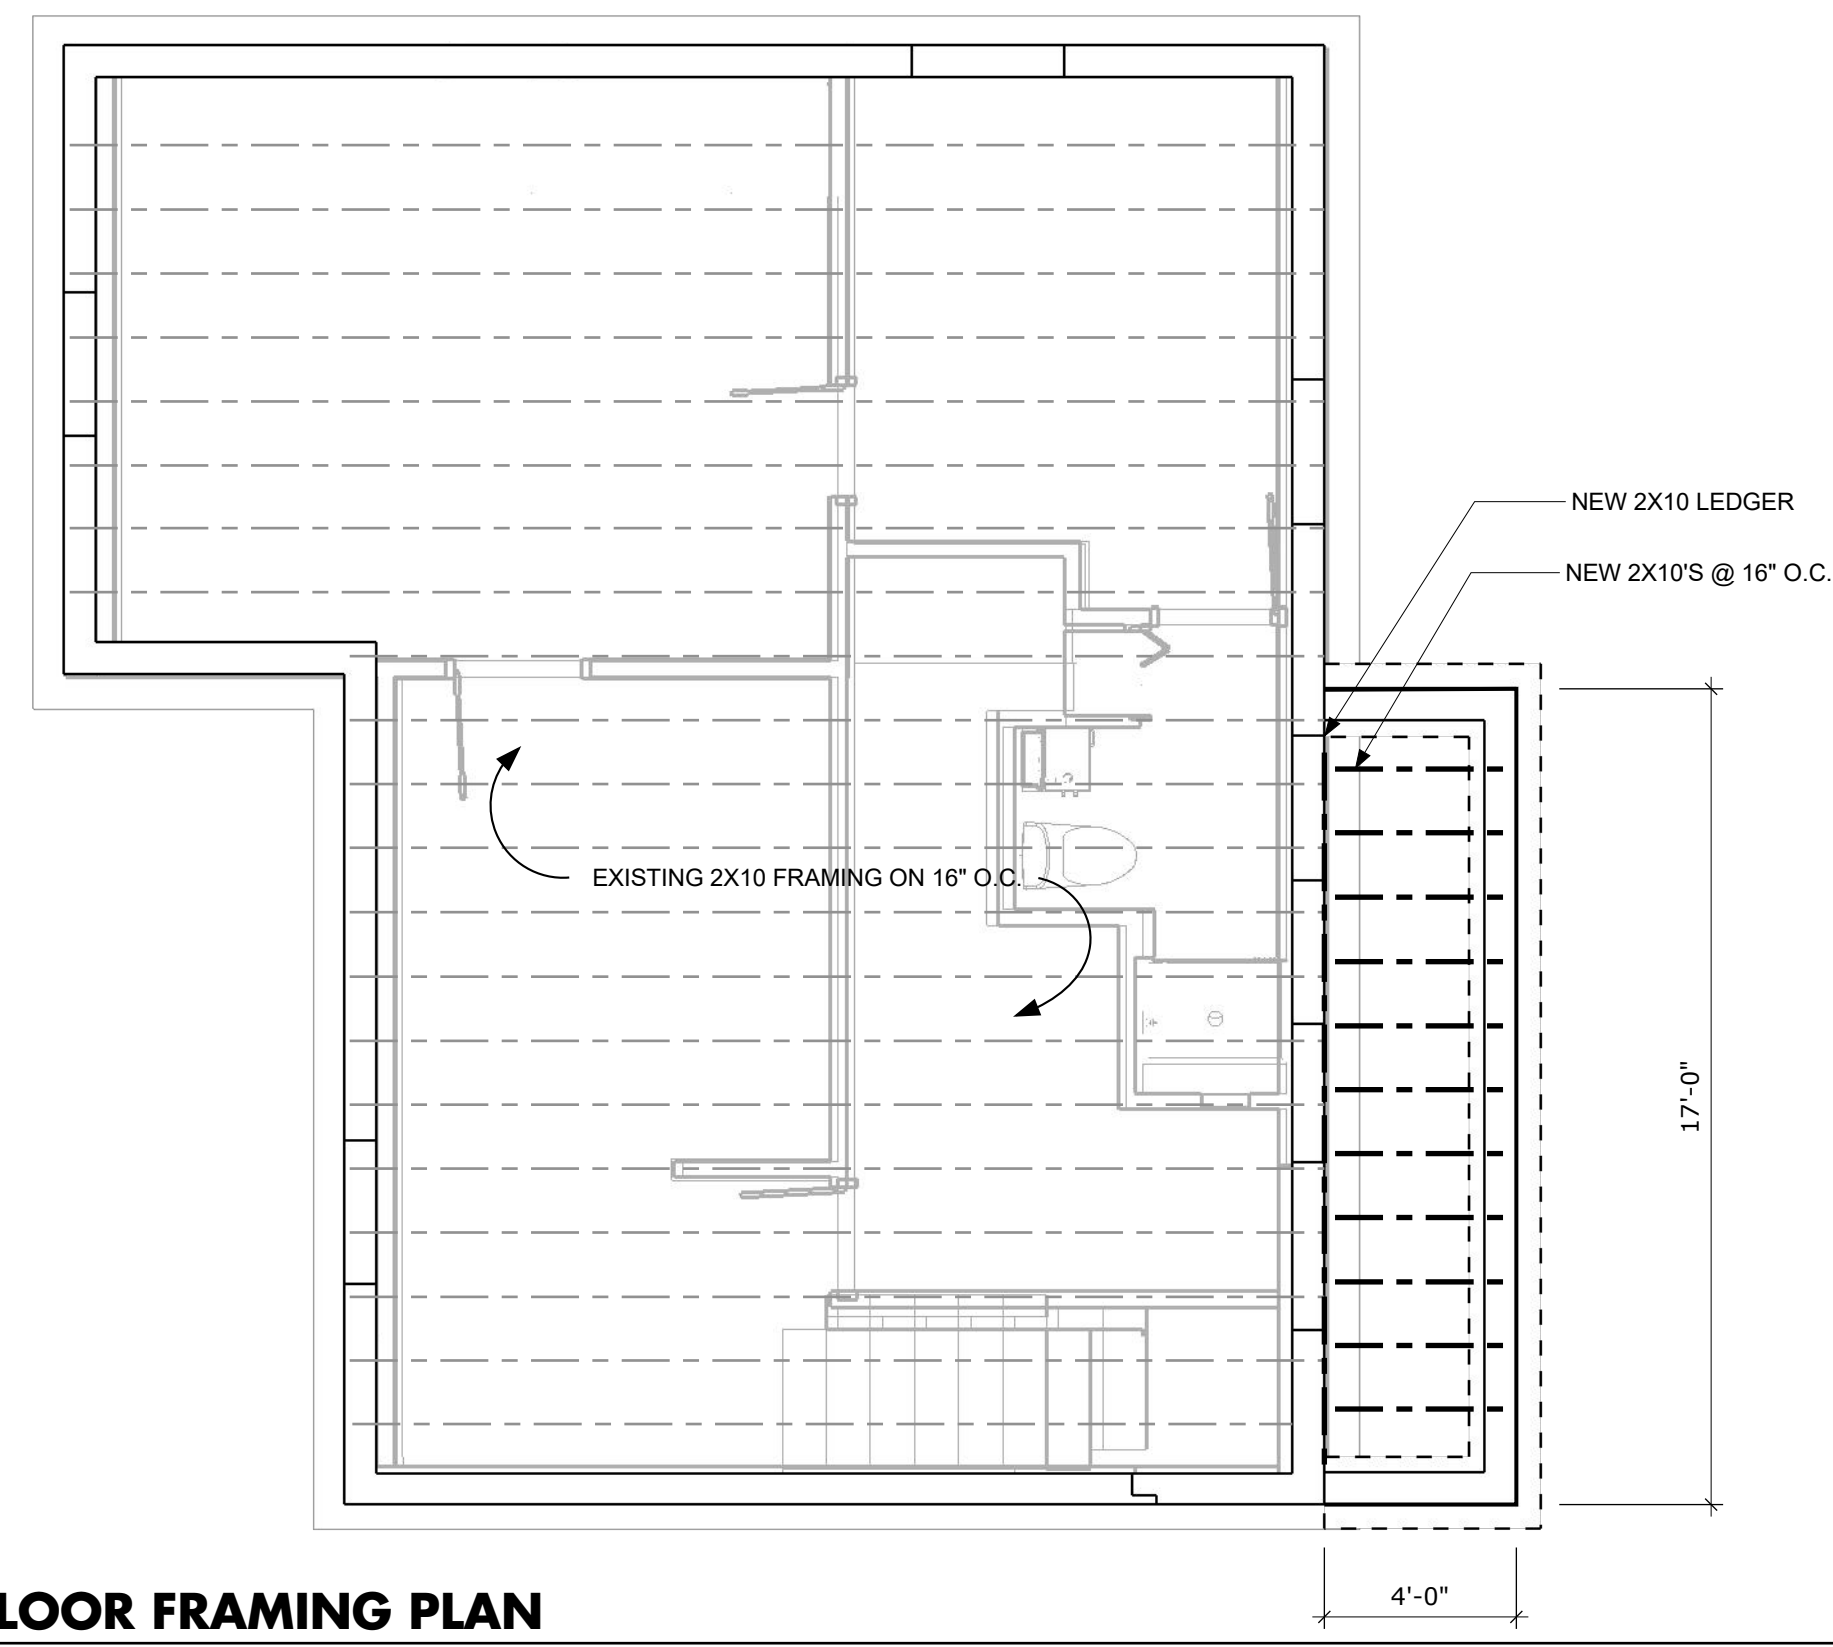 NEW 2X10 LEDGER
NEW 2X10'S @ 16" O.C.
EXISTING 2X10 FRAMING ON 16" O.C.
17'-0"
4'-0"
LOOR FRAMING PLAN